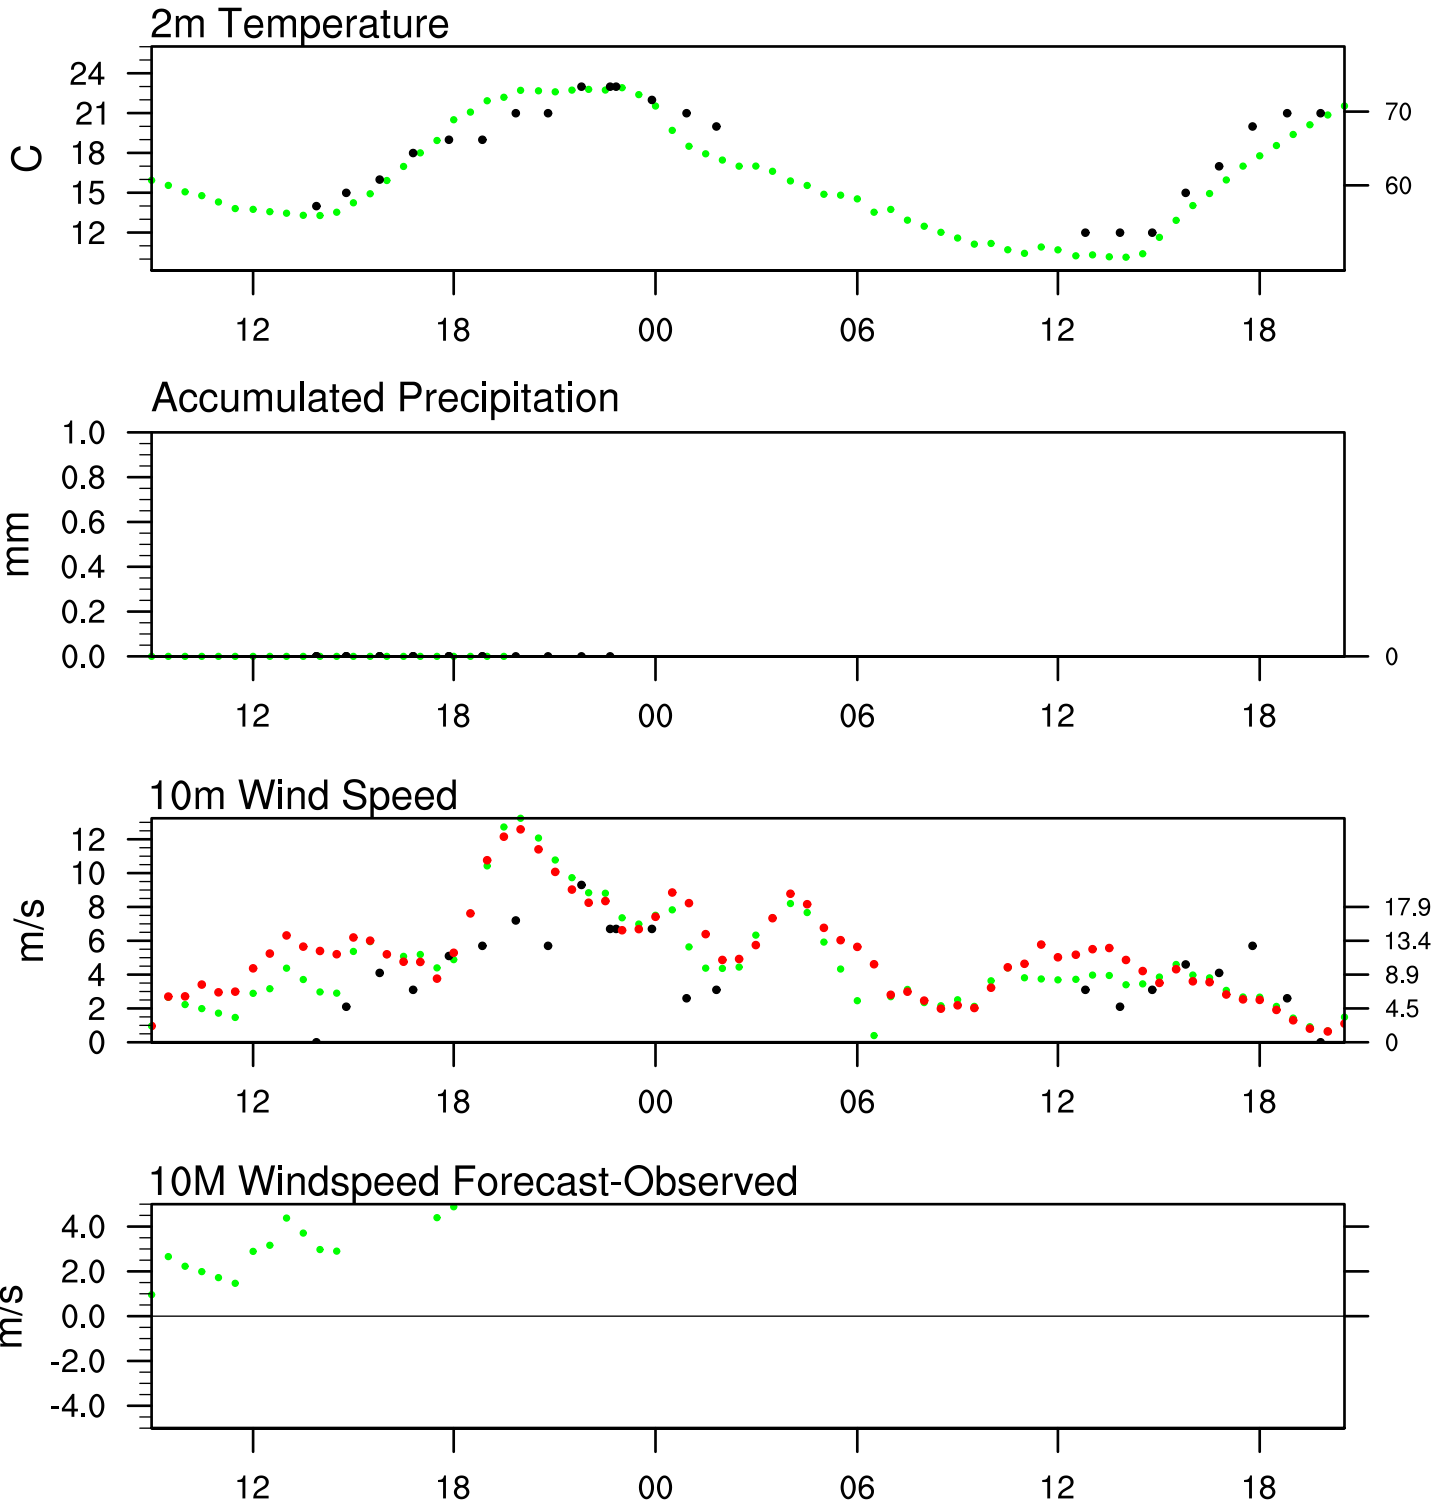 2m Temperature
24
21
18
15
12
C
70
60
12 18 00 06 12 18
Accumulated Precipitation
1.0
0.8
0.6
0.4
0.2
0.0
mm
0
12 18 00 06 12 18
10m Wind Speed
12
10
8
6
4
2
0
m/s
17.9
13.4
8.9
4.5
0
12 18 00 06 12 18
10M Windspeed Forecast-Observed
4.0
2.0
0.0
-2.0
-4.0
m/s
12 18 00 06 12 18